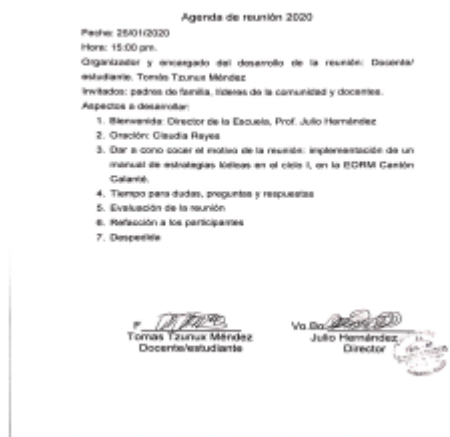 Agenda de reunión 2020
Fecha: 25/01/2020
Hora: 15:00 pm.
Organizador y encargado del desarrollo de la reunión: Docente/
estudiante. Tomás Tzunux Méndez
Invitados: padres de familia, líderes de la comunidad y docentes.
Aspectos a desarrollar:
1. Bienvenida: Director de la Escuela, Prof. Julio Hernández
2. Oración: Claudia Reyes
3. Dar a cono cocer el motivo de la reunión: implementación de un
manual de estrategias lúdicas en el ciclo I, en la EORM Cantón
Calanté.
4. Tiempo para dudas, preguntas y respuestas
5. Evaluación de la reunión
6. Refacción a los participantes
7. Despedida
F.
Vo.Bo.
Tomás Tzunux Méndez
Julio Hernández
Docente/estudiante
Director